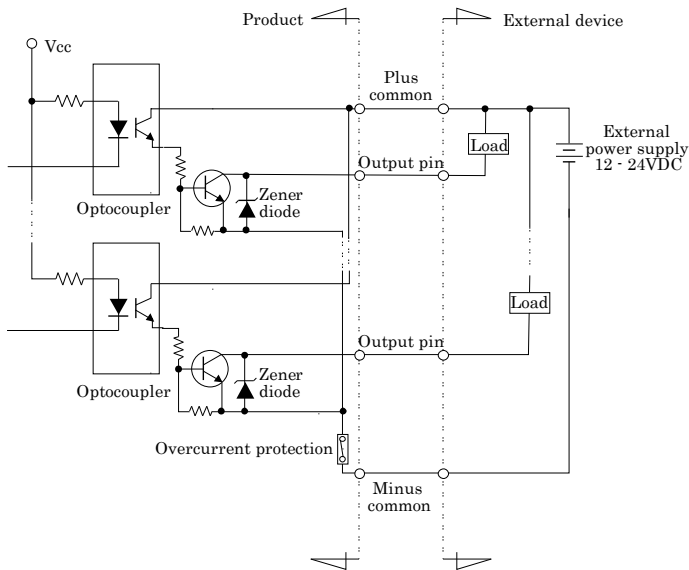 Product
External device
Vcc
Plus
common
External
power supply
12 - 24VDC
Load
Output pin
Optocoupler
Zener
diode
Load
Output pin
Optocoupler
Zener
diode
Overcurrent protection
Minus
common